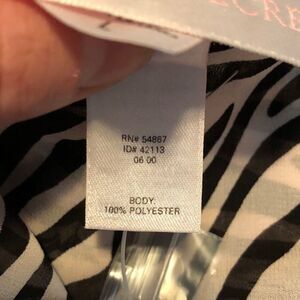 RN# 54867
ID# 42113
06 00
BODY:
100% POLYESTER